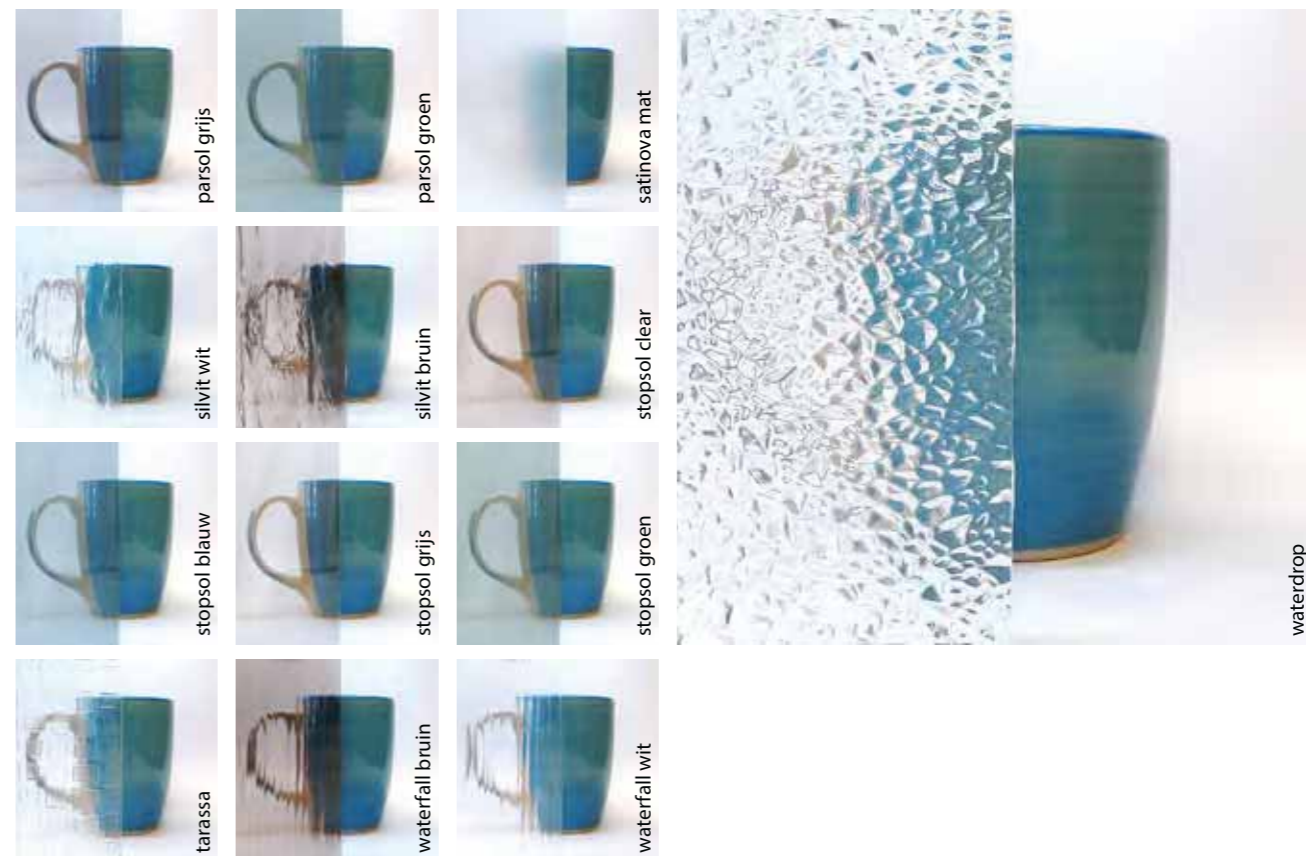 parsol grijs
parsol groen
satinova mat
silvit wit
silvit bruin
stopsol clear
stopsol blauw
stopsol grijs
stopsol groen
waterdrop
tarassa
waterfall bruin
waterfall wit